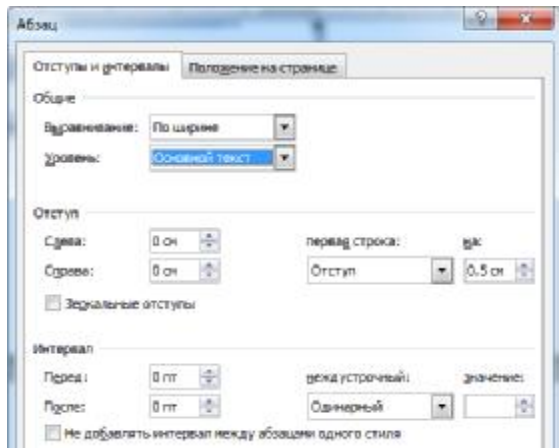 Абзац
Отступы и интервалы Положение на странице
Общие
Выравнивание: По ширине
Уровень: Основной текст
Отступ
Слева: 0 см первая строка: на:
Справа: 0 см Отступ 0,5 см
Зеркальные отступы
Интервал
Перед: 0 пт междустрочный: значение:
После: 0 пт Одинарный
Не добавлять интервал между абзацами одного стиля